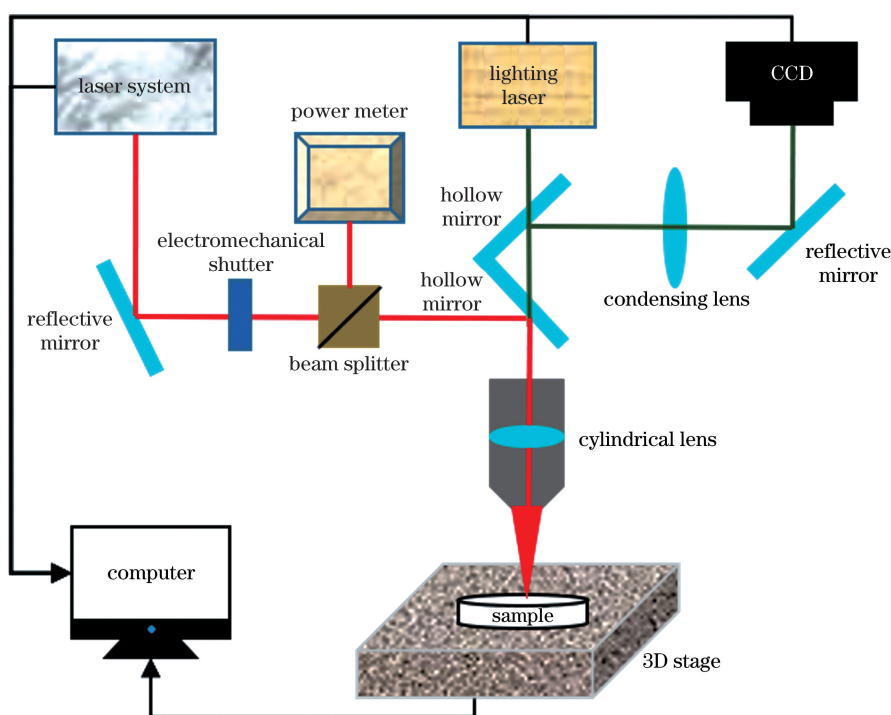 laser system
lighting
laser
CCD
power meter
hollow
mirror
electromechanical
shutter
reflective
mirror
hollow
mirror
condensing lens
reflective
mirror
beam splitter
cylindrical lens
computer
sample
3D stage